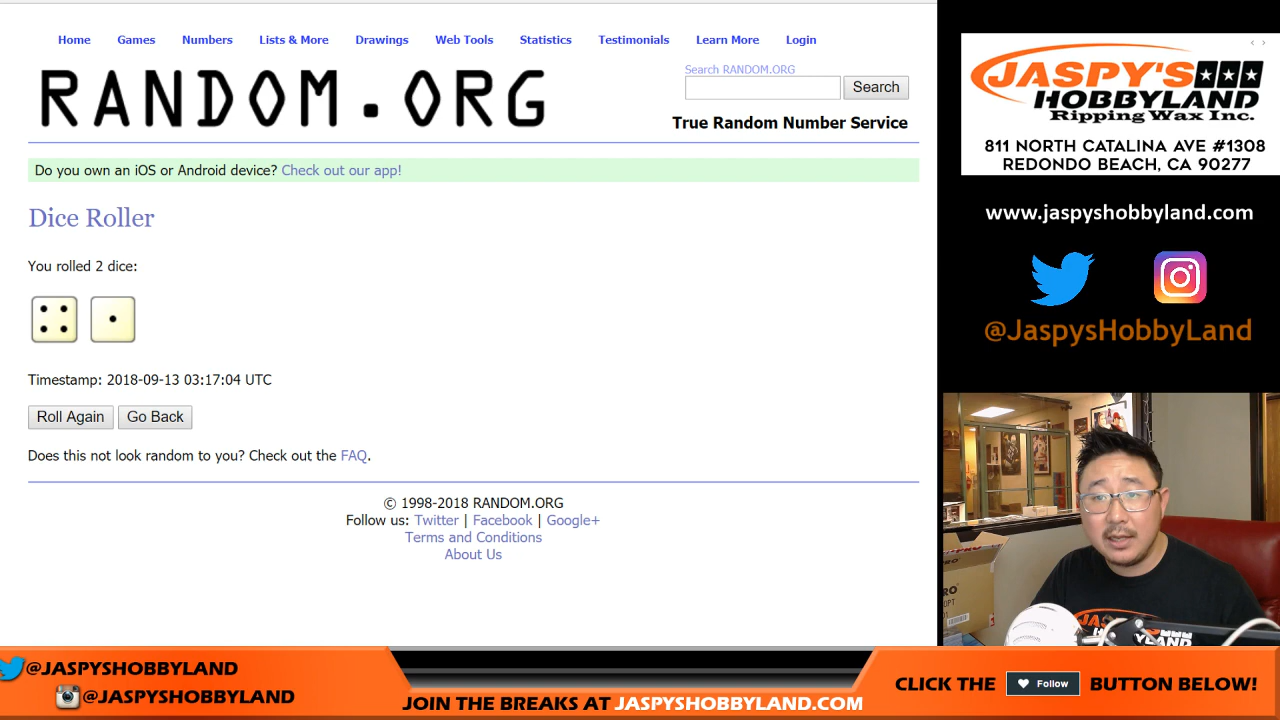 Home Games Numbers Lists & More Drawings Web Tools Statistics Testimonials Learn More Login
RANDOM.ORG
Search RANDOM.ORG
Search
True Random Number Service
Do you own an iOS or Android device? Check out our app!
Dice Roller
You rolled 2 dice:
Timestamp: 2018-09-13 03:17:04 UTC
Roll Again Go Back
Does this not look random to you? Check out the FAQ.
© 1998-2018 RANDOM.ORG
Follow us: Twitter | Facebook | Google+
Terms and Conditions
About Us
JASPY'S
HOBBYLAND
Ripping Wax Inc.
811 NORTH CATALINA AVE #1308
REDONDO BEACH, CA 90277
www.jaspyshobbyland.com
@JaspysHobbyLand
JASPY'S
HOBBYLAND
@JASPYSHOBBYLAND
@JASPYSHOBBYLAND
JOIN THE BREAKS AT JASPYSHOBBYLAND.COM
CLICK THE Follow BUTTON BELOW!